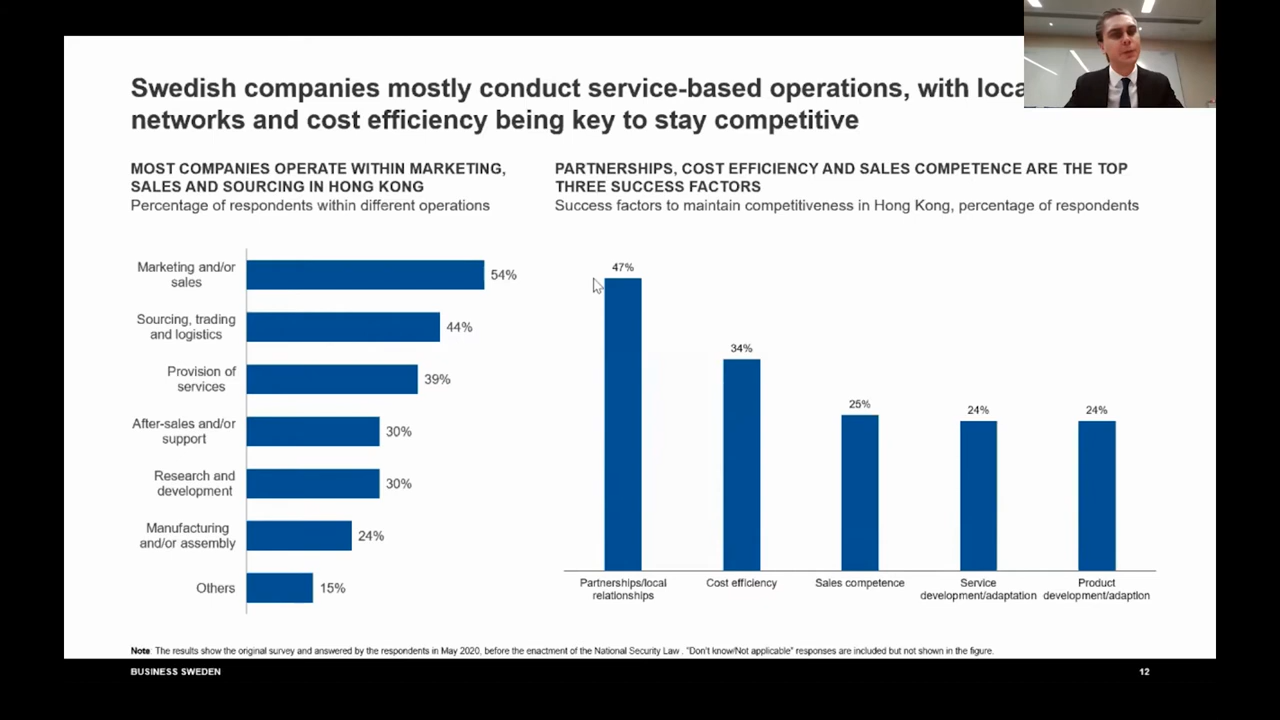 Swedish companies mostly conduct service-based operations, with
networks and cost efficiency being key to stay competitive
MOST COMPANIES OPERATE WITHIN MARKETING,
SALES AND SOURCING IN HONG KONG
Percentage of respondents within different operations
Marketing and/or
sales
54%
Sourcing, trading
and logistics
44%
Provision of
services
39%
After-sales and/or
support
30%
Research and
development
30%
Manufacturing
and/or assembly
24%
Others
15%
PARTNERSHIPS, COST EFFICIENCY AND SALES COMPETENCE ARE THE TOP
THREE SUCCESS FACTORS
Success factors to maintain competitiveness in Hong Kong, percentage of respondents
47%
34%
25%
24%
24%
Partnerships/local
relationships
Cost efficiency
Sales competence
Service
development/adaptation
Product
development/adaption
Note: The results show the original survey and answered by the respondents in May 2020, before the enactment of the National Security Law . "Don't know/Not applicable" responses are included but not shown in the figure.
BUSINESS SWEDEN
12